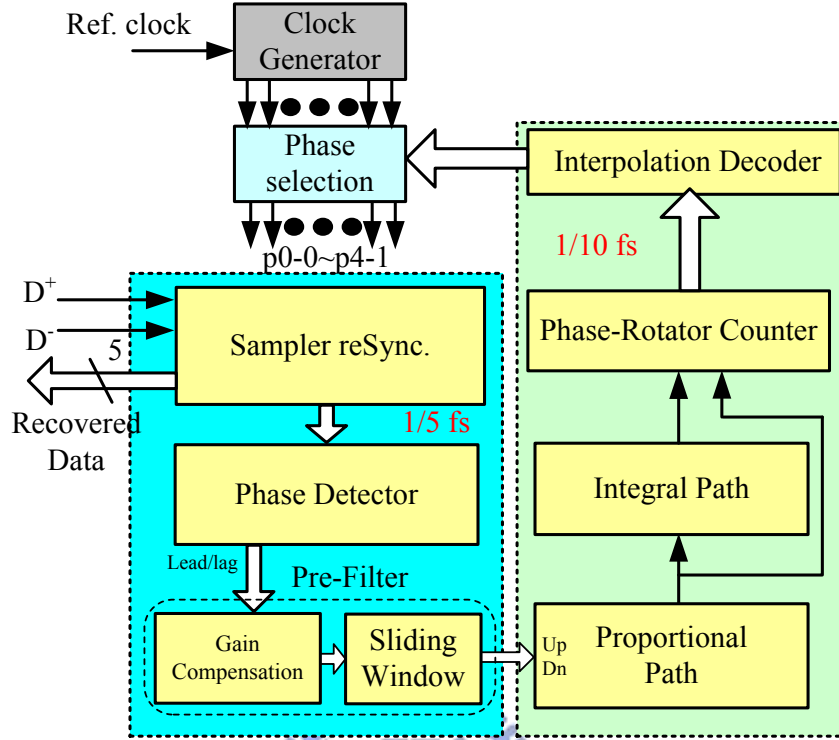 Ref. clock
Clock
Generator
Phase
selection
p0-0~p4-1
Interpolation Decoder
1/10 fs
D+
D-
5
Sampler reSync.
Phase-Rotator Counter
Recovered
Data
1/5 fs
Phase Detector
Integral Path
Lead/lag
Pre-Filter
Gain
Compensation
Sliding
Window
Up
Dn
Proportional
Path